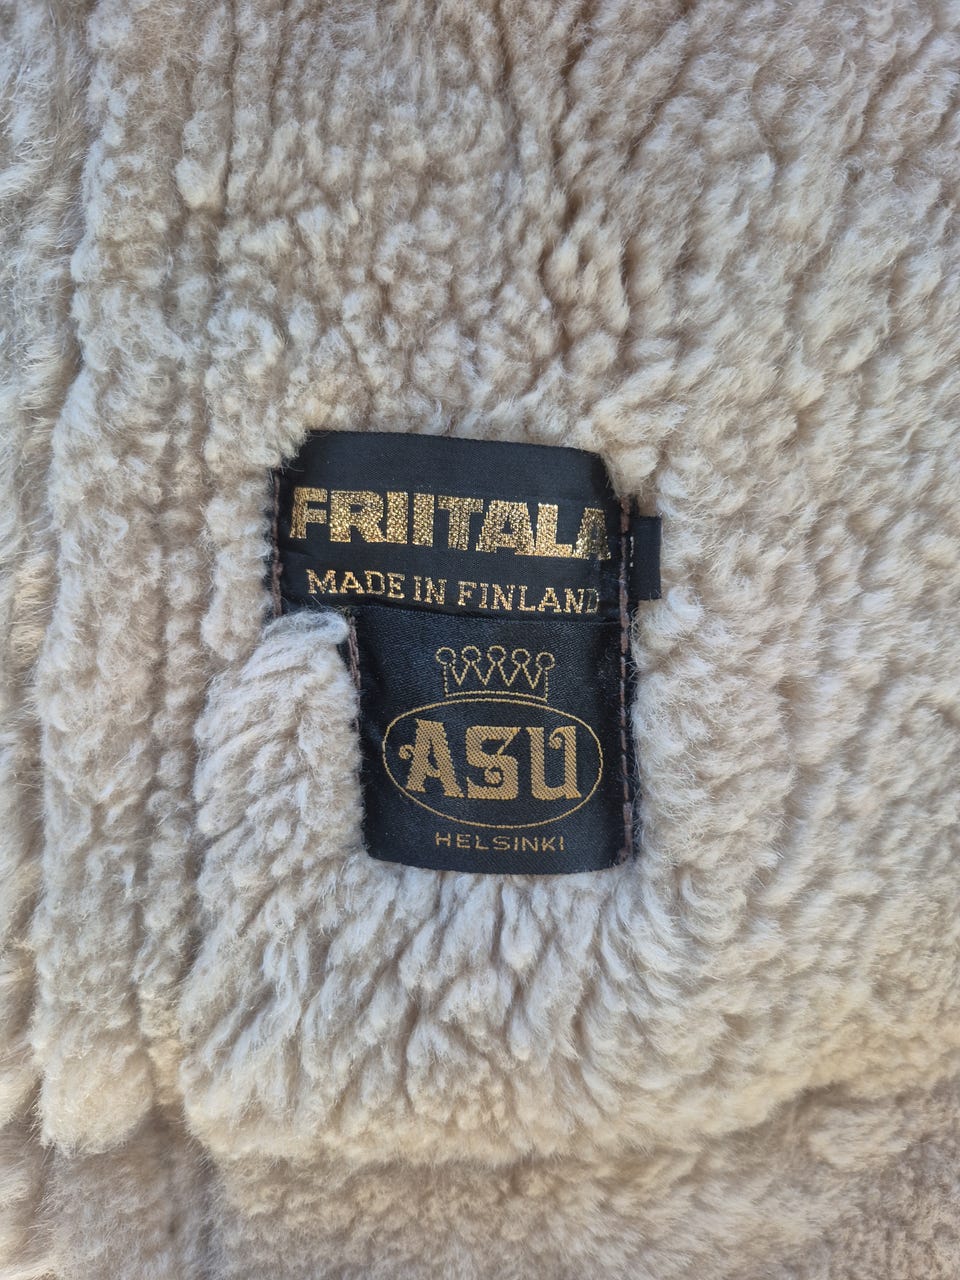 FRIITALA
MADE IN FINLAND
ASU
HELSINKI